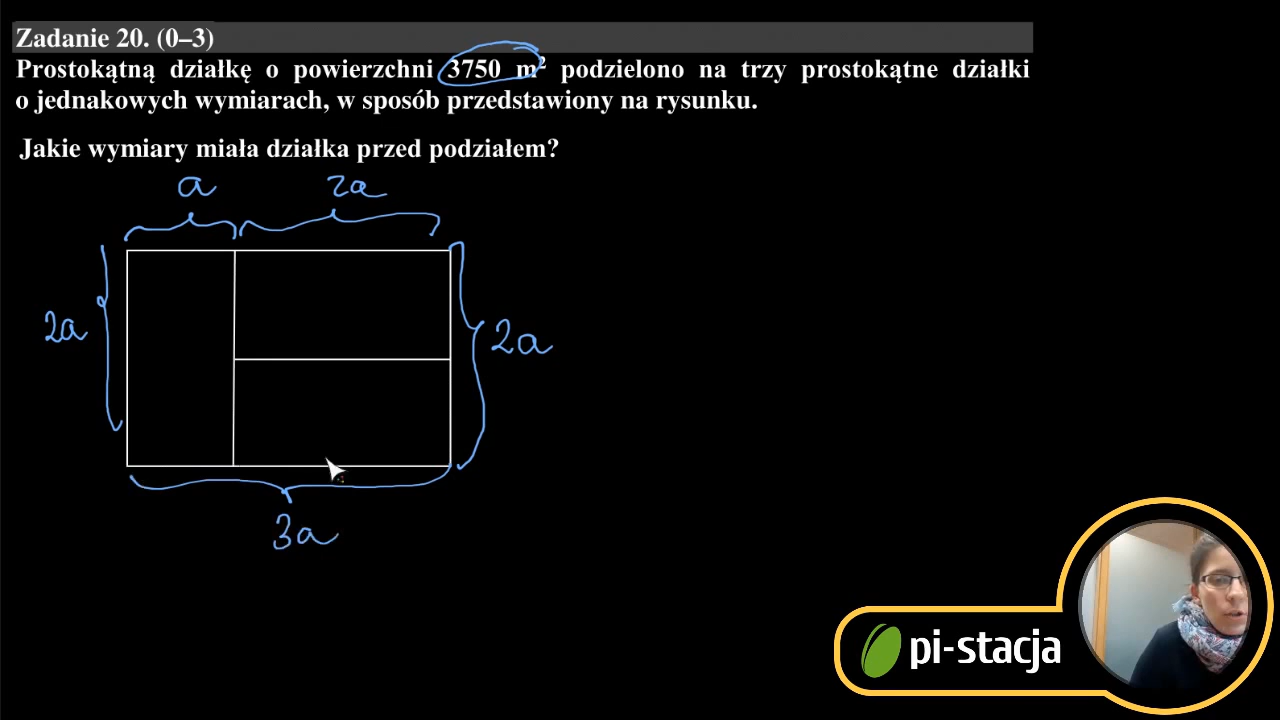 Zadanie 20. (0–3)
Prostokątną działkę o powierzchni 3750 m² podzielono na trzy prostokątne działki
o jednakowych wymiarach, w sposób przedstawiony na rysunku.
Jakie wymiary miała działka przed podziałem?
a 2a
2a 2a
3a
pi-stacja